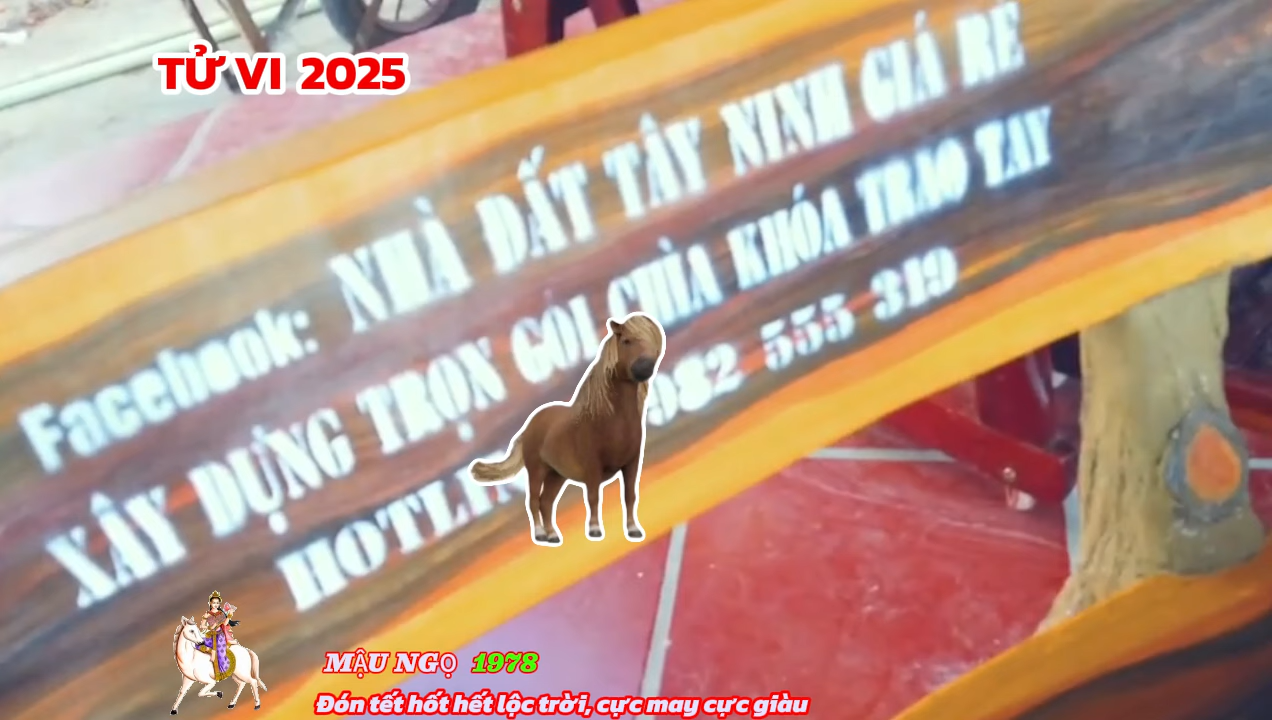 TỬ VI 2025
Facebook: NHÀ ĐẤT TÂY NINH GIÁ RẺ
XÂY DỰNG TRỌN GÓI CHÌA KHÓA TRAO TAY
982 555 319
MẬU NGỌ 1978
Đón tết hốt hết lộc trời, cực may cực giàu